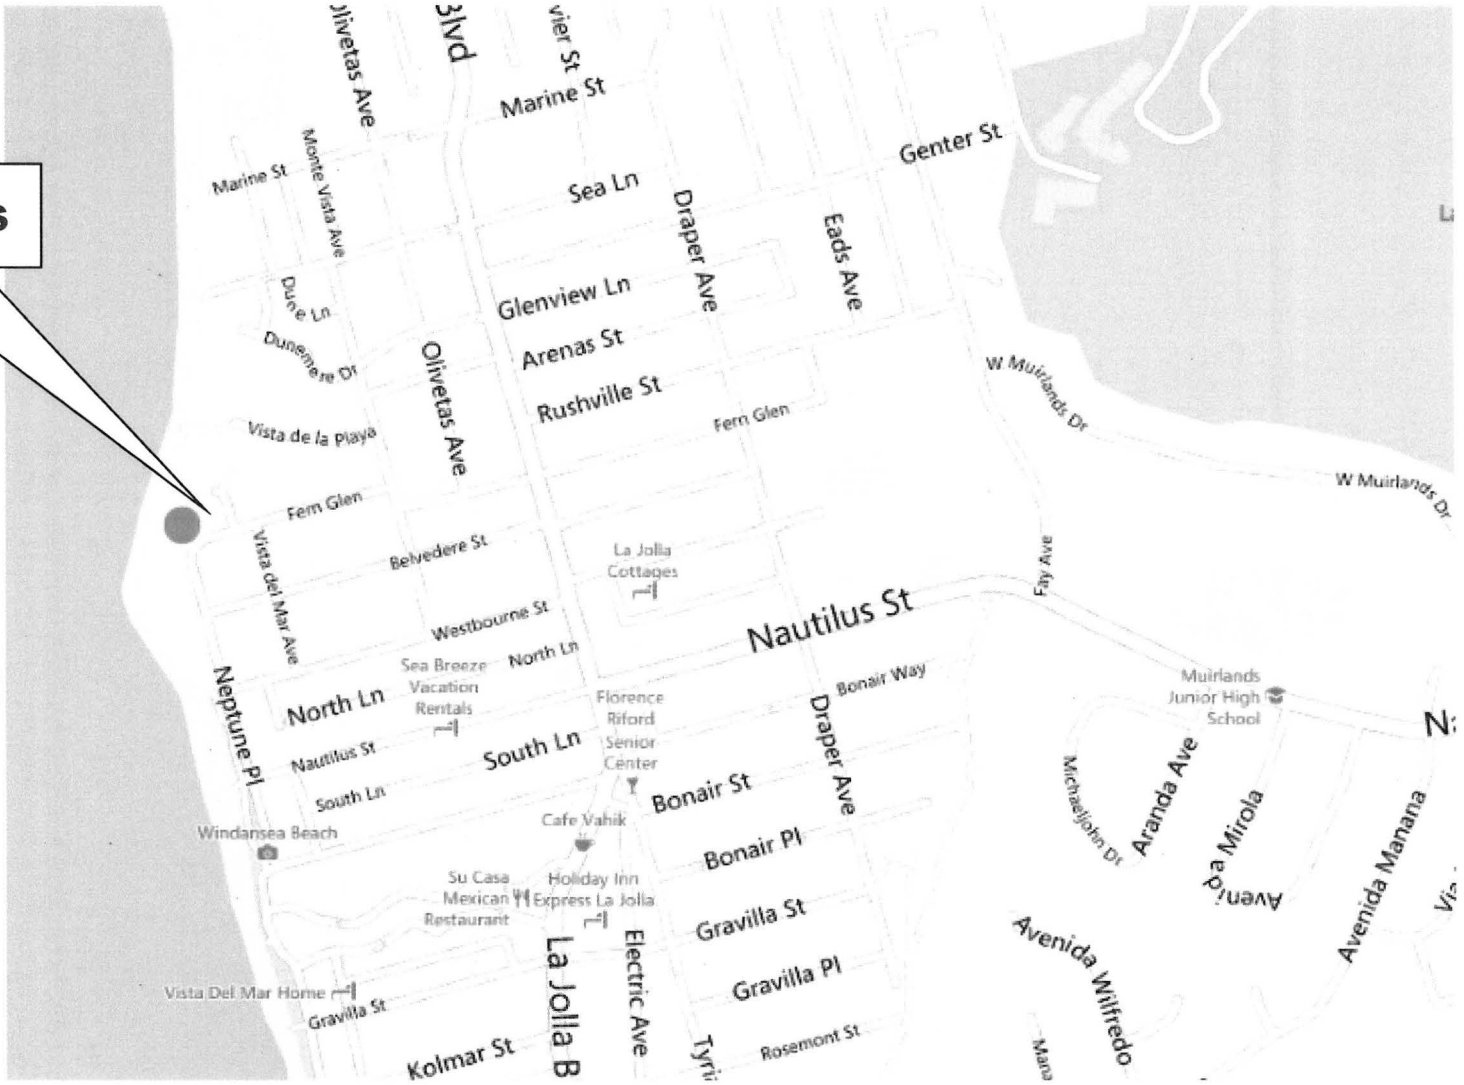 Olivetas Ave
Blvd
vier St
Marine St
Genter St
Marine St
Monte Vista Ave
Sea Ln
Draper Ave
Eads Ave
Dune Ln
Glenview Ln
Dunemere Dr
Arenas St
Olivetas Ave
Rushville St
W Muirlands Dr
Vista de la Playa
Fern Glen
W Muirlands Dr
Fern Glen
Vista del Mar Ave
Belvedere St
La Jolla
Cottages
Fay Ave
Nautilus St
Westbourne St
North Ln
Sea Breeze
Vacation
Rentals
North Ln
Neptune Pl
Florence
Riford
Senior
Center
Bonair Way
Muirlands
Junior High
School
Na
Nautilus St
South Ln
South Ln
Draper Ave
Bonair St
Michaeljohn Dr
Aranda Ave
Avenida Mirola
Avenida Manana
Via
Windansea Beach
Cafe Vahik
Bonair Pl
Su Casa
Mexican
Restaurant
Holiday Inn
Express La Jolla
Gravilla St
La Jolla B
Electric Ave
Avenida Wilfredo
Gravilla Pl
Vista Del Mar Home
Gravilla St
Kolmar St
Tyri
Rosemont St
Mana